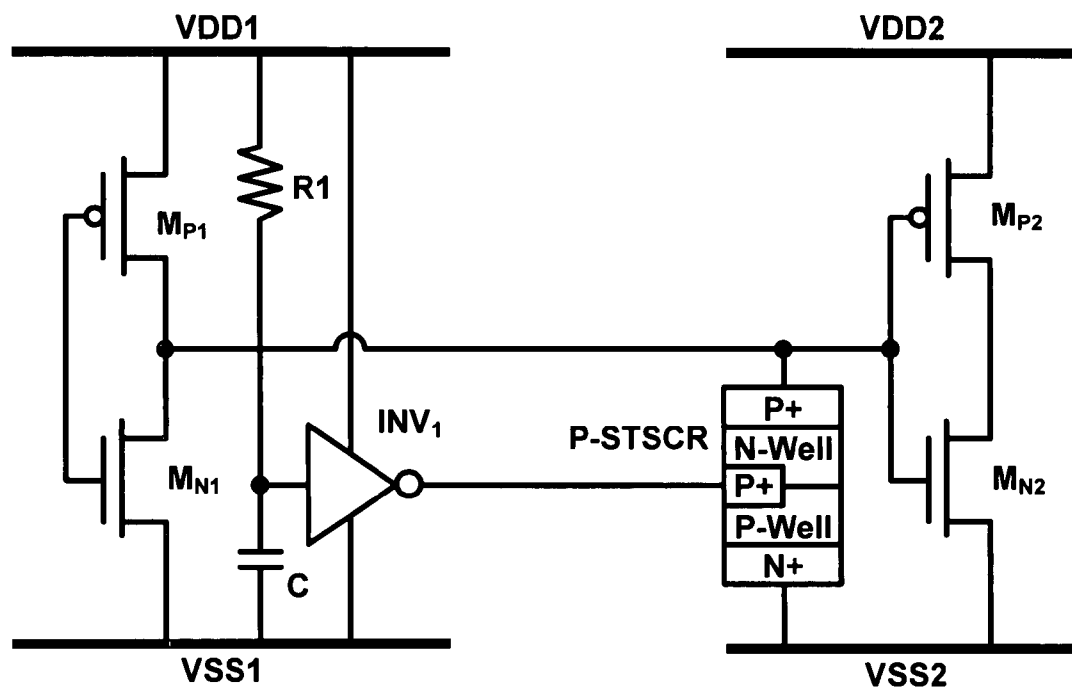 VDD1
VDD2
R1
MP1
MP2
INV1
P-STSCR
P+
N-Well
P+
P-Well
N+
MN1
MN2
C
VSS1
VSS2